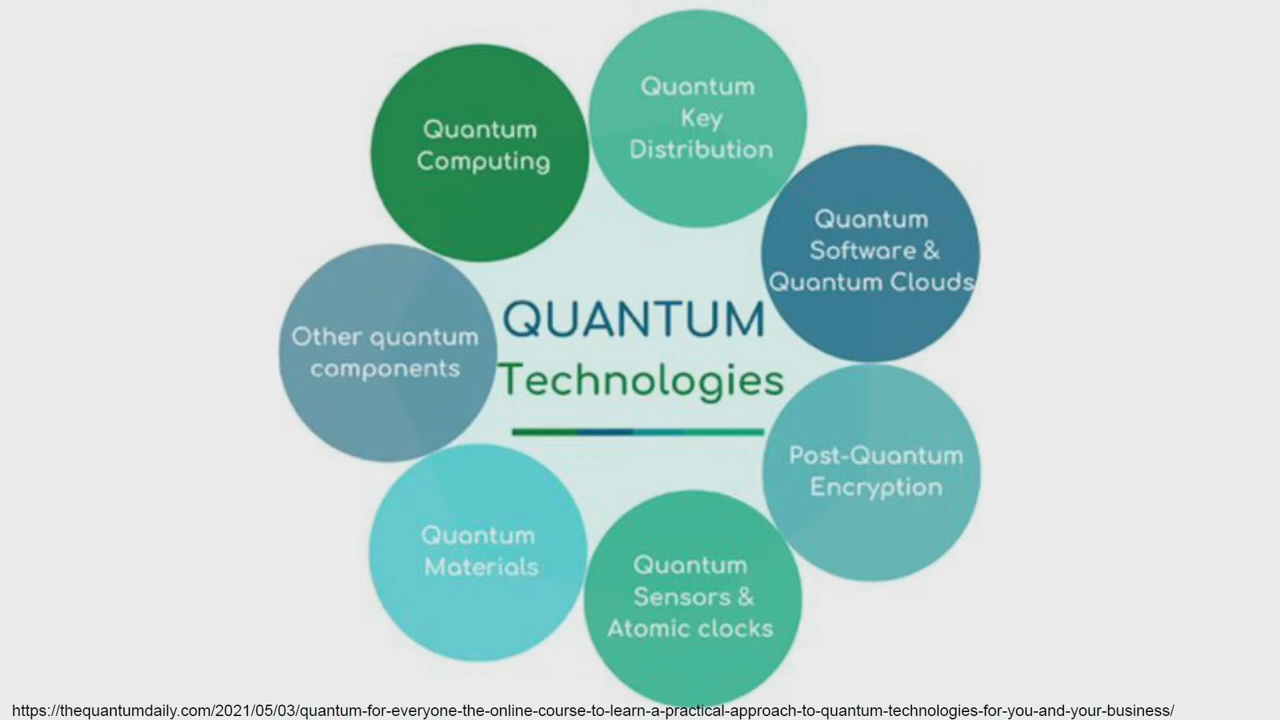 Quantum
Computing
Quantum
Key
Distribution
Quantum
Software &
Quantum Clouds
Post-Quantum
Encryption
Quantum
Sensors &
Atomic clocks
Quantum
Materials
Other quantum
components
QUANTUM
Technologies
https://thequantumdaily.com/2021/05/03/quantum-for-everyone-the-online-course-to-learn-a-practical-approach-to-quantum-technologies-for-you-and-your-business/